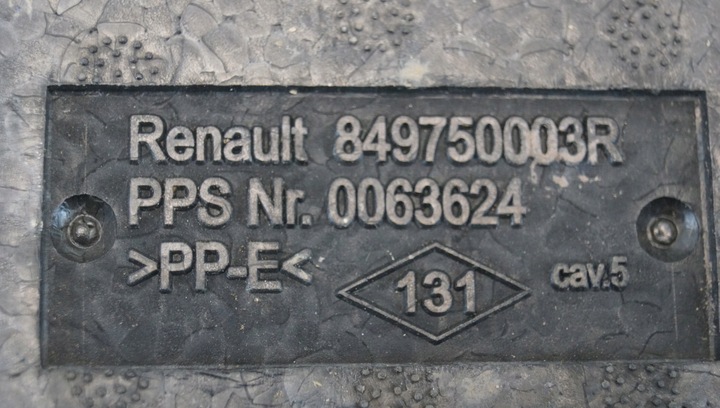 Renault 849750003R
PPS Nr. 0063624
>PP-E< 131 cav.5